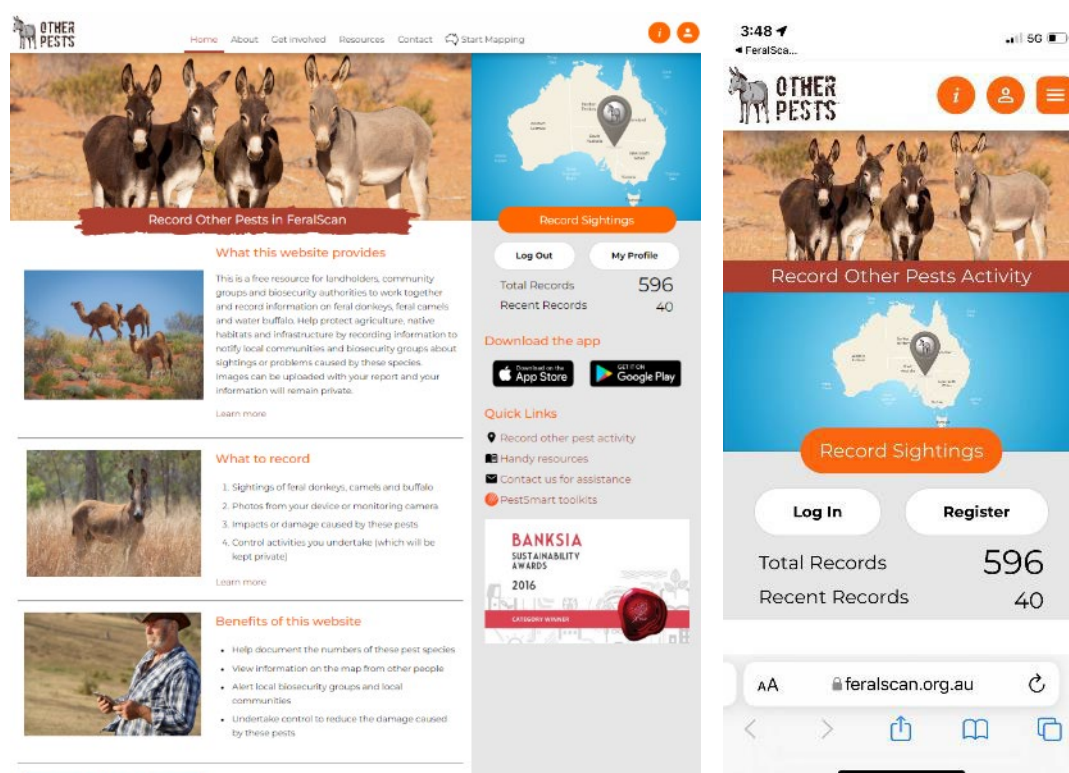 OTHER
PESTS
Home About Get involved Resources Contact Start Mapping
i
Record Other Pests in FeralScan
What this website provides
This is a free resource for landholders, community
groups and biosecurity authorities to work together
and record information on feral donkeys, feral camels
and water buffalo. Help protect agriculture, native
habitats and infrastructure by recording information to
notify local communities and biosecurity groups about
sightings or problems caused by these species.
Images can be uploaded with your report and your
information will remain private.
Learn more
What to record
1. Sightings of feral donkeys, camels and buffalo
2. Photos from your device or monitoring camera
3. Impacts or damage caused by these pests
4. Control activities you undertake (which will be
kept private)
Learn more
Benefits of this website
• Help document the numbers of these pest species
• View information on the map from other people
• Alert local biosecurity groups and local
communities
• Undertake control to reduce the damage caused
by these pests
Record Sightings
Log Out My Profile
Total Records 596
Recent Records 40
Download the app
Download on the
App Store
GET IT ON
Google Play
Quick Links
Record other pest activity
Handy resources
Contact us for assistance
PestSmart toolkits
BANKSIA
SUSTAINABILITY
AWARDS
2016
CATEGORY WINNER
3:48 5G
◄ FeralSca...
OTHER
PESTS
i
Record Other Pests Activity
Record Sightings
Log In Register
Total Records 596
Recent Records 40
AA feralscan.org.au